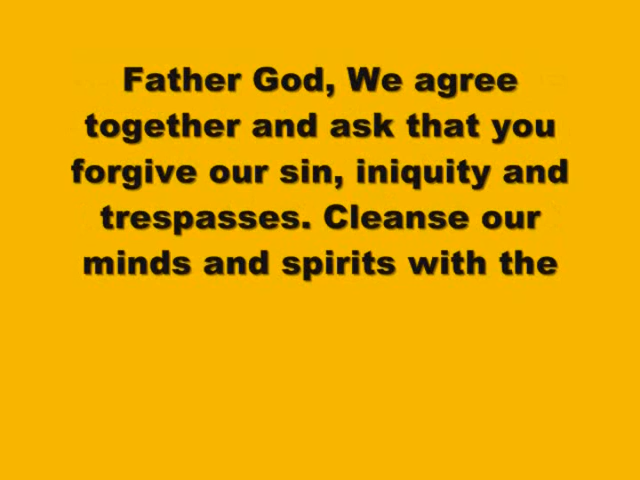 Father God, We agree
together and ask that you
forgive our sin, iniquity and
trespasses. Cleanse our
minds and spirits with the